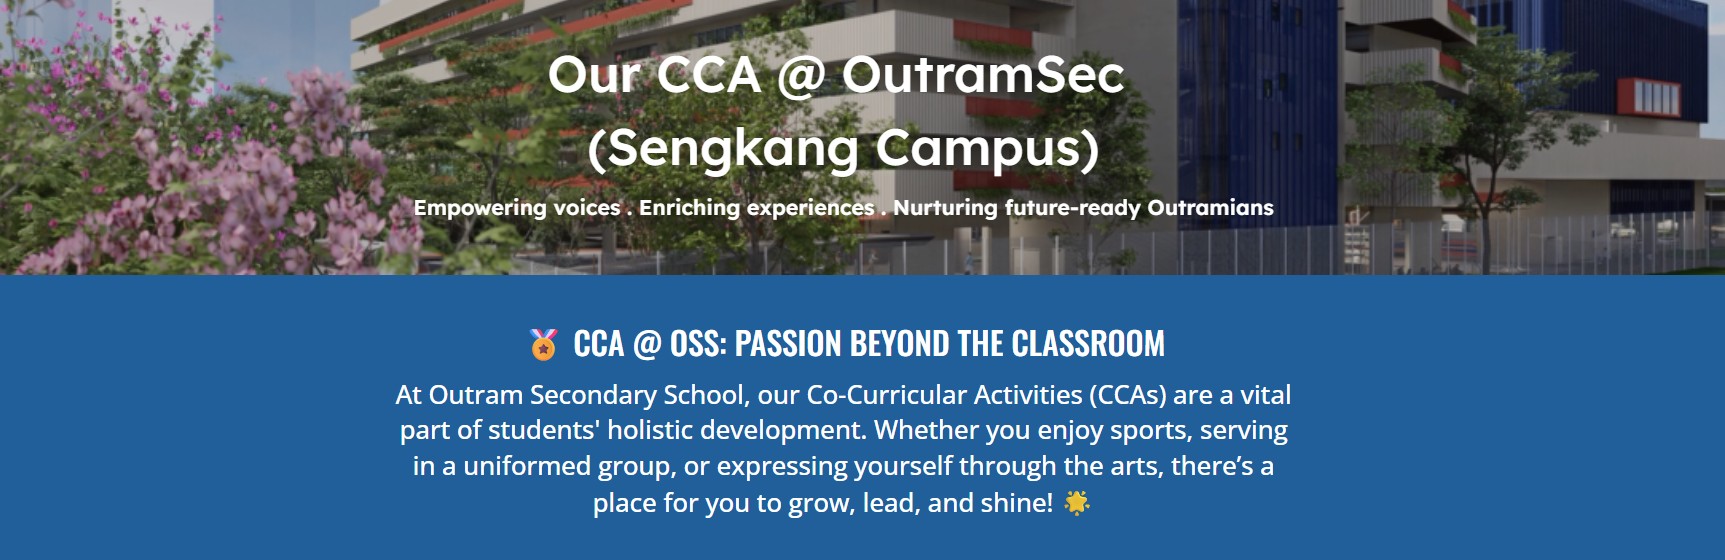 Our CCA @ OutramSec
(Sengkang Campus)
Empowering voices . Enriching experiences . Nurturing future-ready Outramians
🏅 CCA @ OSS: PASSION BEYOND THE CLASSROOM
At Outram Secondary School, our Co-Curricular Activities (CCAs) are a vital
part of students' holistic development. Whether you enjoy sports, serving
in a uniformed group, or expressing yourself through the arts, there’s a
place for you to grow, lead, and shine! 🌟